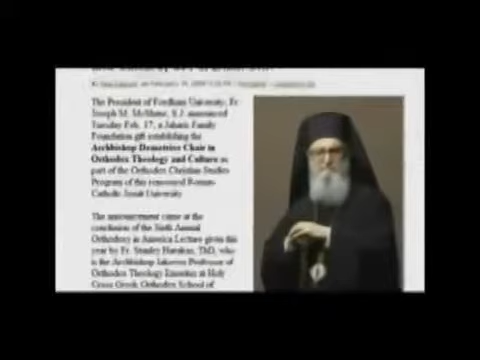 The President of Fordham University, Fr.
Joseph M. McShane, S.J. announced
Tuesday Feb. 17, a Jaharis Family
Foundation gift establishing the
Archbishop Demetrios Chair in
Orthodox Theology and Culture as
part of the Orthodox Christian Studies
Program of this renowned Roman-
Catholic Jesuit University
The announcement came at the
conclusion of the Sixth Annual
Orthodoxy in America Lecture given this
year by Fr. Stanley Harakas, ThD, who
is the Archbishop Iakovos Professor of
Orthodox Theology Emeritus at Holy
Cross Greek Orthodox School of